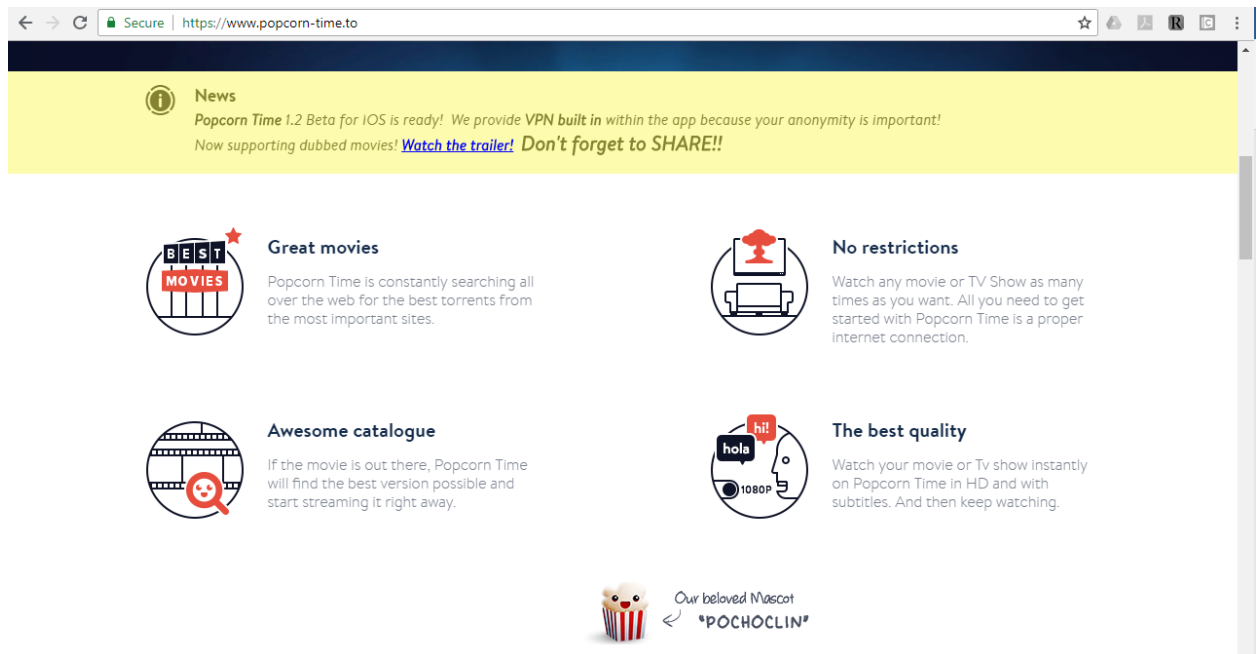 Secure | https://www.popcorn-time.to
News
Popcorn Time 1.2 Beta for IOS is ready! We provide VPN built in within the app because your anonymity is important!
Now supporting dubbed movies! Watch the trailer! Don't forget to SHARE!!
BEST
MOVIES
Great movies
Popcorn Time is constantly searching all
over the web for the best torrents from
the most important sites.
No restrictions
Watch any movie or TV Show as many
times as you want. All you need to get
started with Popcorn Time is a proper
internet connection.
Awesome catalogue
If the movie is out there, Popcorn Time
will find the best version possible and
start streaming it right away.
hi!
hola
1080P
The best quality
Watch your movie or Tv show instantly
on Popcorn Time in HD and with
subtitles. And then keep watching.
Our beloved Mascot
"POCHOCLIN"